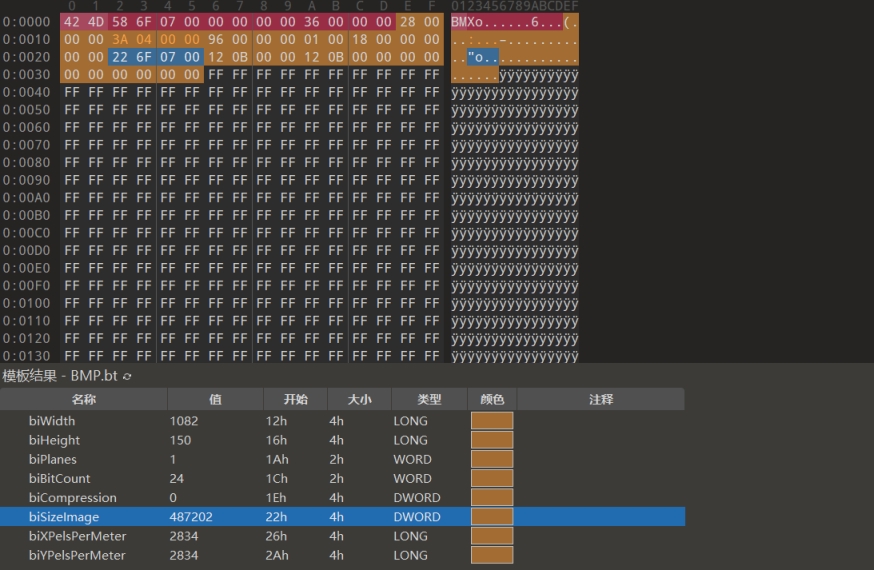 0 1 2 3 4 5 6 7 8 9 A B C D E F 0123456789ABCDEF
0:0000 42 4D 58 6F 07 00 00 00 00 00 36 00 00 00 28 00 BMXo......6...(.
0:0010 00 00 3A 04 00 00 96 00 00 00 01 00 18 00 00 00 ..:...–.........
0:0020 00 00 22 6F 07 00 12 0B 00 00 12 0B 00 00 00 00 .."o............
0:0030 00 00 00 00 00 00 FF FF FF FF FF FF FF FF FF FF ......ÿÿÿÿÿÿÿÿÿÿ
0:0040 FF FF FF FF FF FF FF FF FF FF FF FF FF FF FF FF ÿÿÿÿÿÿÿÿÿÿÿÿÿÿÿÿ
0:0050 FF FF FF FF FF FF FF FF FF FF FF FF FF FF FF FF ÿÿÿÿÿÿÿÿÿÿÿÿÿÿÿÿ
0:0060 FF FF FF FF FF FF FF FF FF FF FF FF FF FF FF FF ÿÿÿÿÿÿÿÿÿÿÿÿÿÿÿÿ
0:0070 FF FF FF FF FF FF FF FF FF FF FF FF FF FF FF FF ÿÿÿÿÿÿÿÿÿÿÿÿÿÿÿÿ
0:0080 FF FF FF FF FF FF FF FF FF FF FF FF FF FF FF FF ÿÿÿÿÿÿÿÿÿÿÿÿÿÿÿÿ
0:0090 FF FF FF FF FF FF FF FF FF FF FF FF FF FF FF FF ÿÿÿÿÿÿÿÿÿÿÿÿÿÿÿÿ
0:00A0 FF FF FF FF FF FF FF FF FF FF FF FF FF FF FF FF ÿÿÿÿÿÿÿÿÿÿÿÿÿÿÿÿ
0:00B0 FF FF FF FF FF FF FF FF FF FF FF FF FF FF FF FF ÿÿÿÿÿÿÿÿÿÿÿÿÿÿÿÿ
0:00C0 FF FF FF FF FF FF FF FF FF FF FF FF FF FF FF FF ÿÿÿÿÿÿÿÿÿÿÿÿÿÿÿÿ
0:00D0 FF FF FF FF FF FF FF FF FF FF FF FF FF FF FF FF ÿÿÿÿÿÿÿÿÿÿÿÿÿÿÿÿ
0:00E0 FF FF FF FF FF FF FF FF FF FF FF FF FF FF FF FF ÿÿÿÿÿÿÿÿÿÿÿÿÿÿÿÿ
0:00F0 FF FF FF FF FF FF FF FF FF FF FF FF FF FF FF FF ÿÿÿÿÿÿÿÿÿÿÿÿÿÿÿÿ
0:0100 FF FF FF FF FF FF FF FF FF FF FF FF FF FF FF FF ÿÿÿÿÿÿÿÿÿÿÿÿÿÿÿÿ
0:0110 FF FF FF FF FF FF FF FF FF FF FF FF FF FF FF FF ÿÿÿÿÿÿÿÿÿÿÿÿÿÿÿÿ
0:0120 FF FF FF FF FF FF FF FF FF FF FF FF FF FF FF FF ÿÿÿÿÿÿÿÿÿÿÿÿÿÿÿÿ
0:0130 FF FF FF FF FF FF FF FF FF FF FF FF FF FF FF FF ÿÿÿÿÿÿÿÿÿÿÿÿÿÿÿÿ
模板结果 - BMP.bt
名称 值 开始 大小 类型 颜色 注释
biWidth 1082 12h 4h LONG
biHeight 150 16h 4h LONG
biPlanes 1 1Ah 2h WORD
biBitCount 24 1Ch 2h WORD
biCompression 0 1Eh 4h DWORD
biSizeImage 487202 22h 4h DWORD
biXPelsPerMeter 2834 26h 4h LONG
biYPelsPerMeter 2834 2Ah 4h LONG